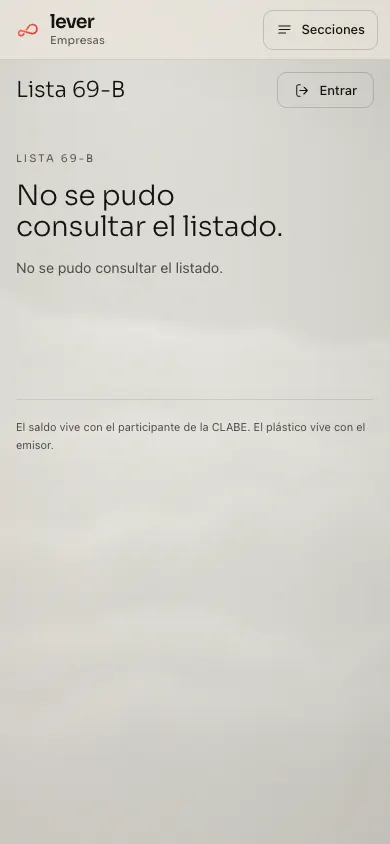 lever
Empresas
Secciones
Lista 69-B
Entrar
LISTA 69-B
No se pudo
consultar el listado.
No se pudo consultar el listado.
El saldo vive con el participante de la CLABE. El plástico vive con el
emisor.